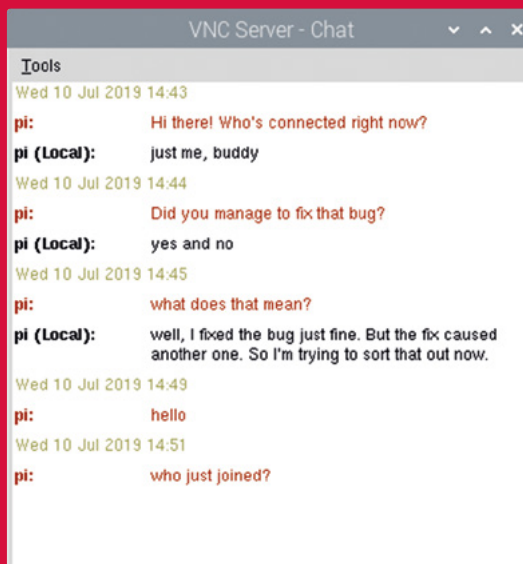 VNC Server - Chat
Tools
Wed 10 Jul 2019 14:43
pi: Hi there! Who's connected right now?
pi (Local): just me, buddy
Wed 10 Jul 2019 14:44
pi: Did you manage to fix that bug?
pi (Local): yes and no
Wed 10 Jul 2019 14:45
pi: what does that mean?
pi (Local): well, I fixed the bug just fine. But the fix caused
another one. So I'm trying to sort that out now.
Wed 10 Jul 2019 14:49
pi: hello
Wed 10 Jul 2019 14:51
pi: who just joined?